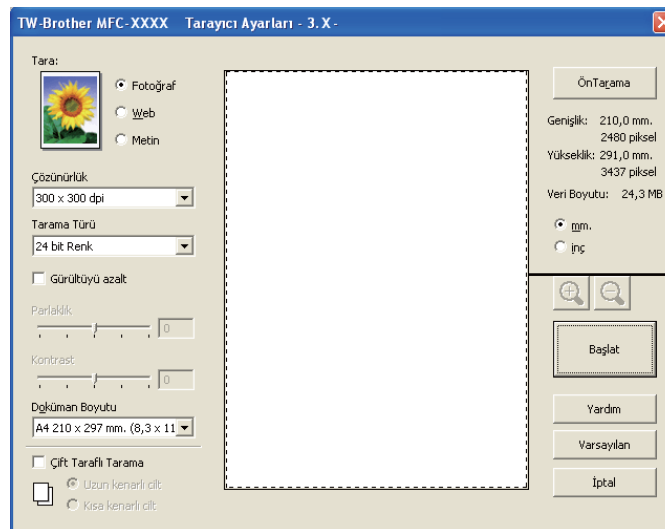 TW-Brother MFC-XXXX Tarayıcı Ayarları - 3. X -
Tara:
Fotoğraf
Web
Metin
Çözünürlük
300 x 300 dpi
Tarama Türü
24 bit Renk
Gürültüyü azalt
Parlaklık
0
Kontrast
0
Doküman Boyutu
A4 210 x 297 mm. (8,3 x 11
Çift Taraflı Tarama
Uzun kenarlı cilt
Kısa kenarlı cilt
ÖnTarama
Genişlik: 210,0 mm.
2480 piksel
Yükseklik: 291,0 mm.
3437 piksel
Veri Boyutu: 24,3 MB
mm.
inç
Başlat
Yardım
Varsayılan
İptal